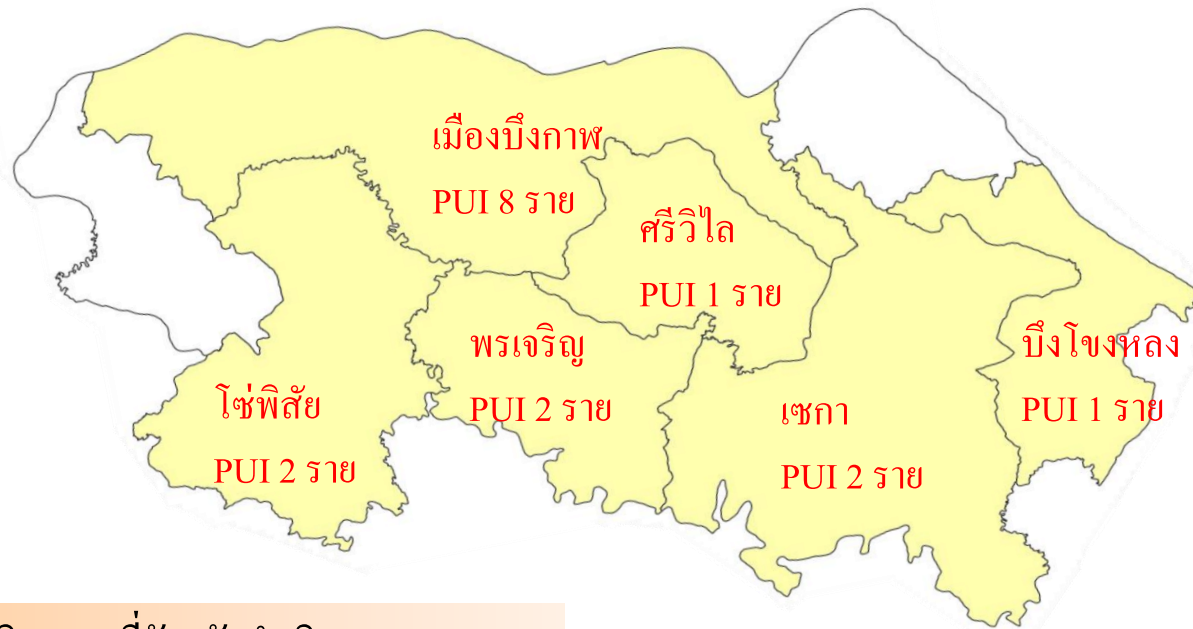 เมืองบึงกาฬ
PUI 8 ราย
ศรีวิไล
PUI 1 ราย
พรเจริญ
PUI 2 ราย
บึงโขงหลง
PUI 1 ราย
โซ่พิสัย
PUI 2 ราย
เซกา
PUI 2 ราย